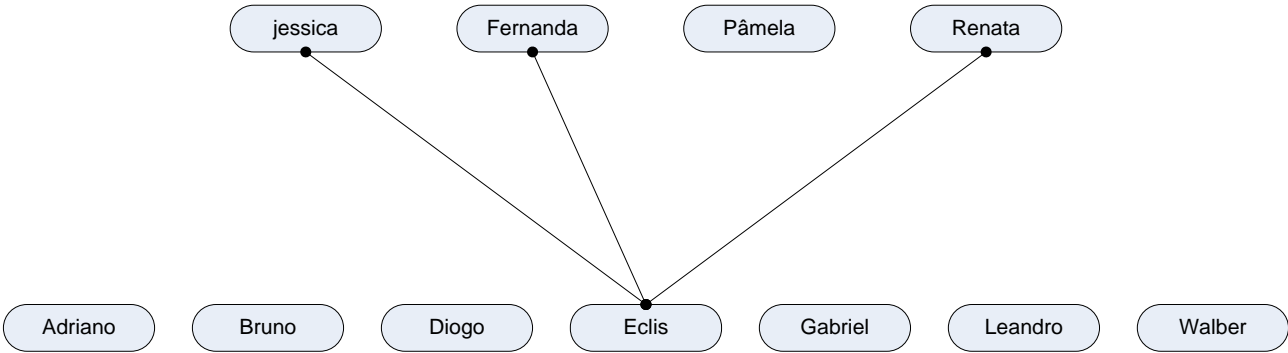 jessica
Fernanda
Pâmela
Renata
Adriano
Bruno
Diogo
Eclis
Gabriel
Leandro
Walber